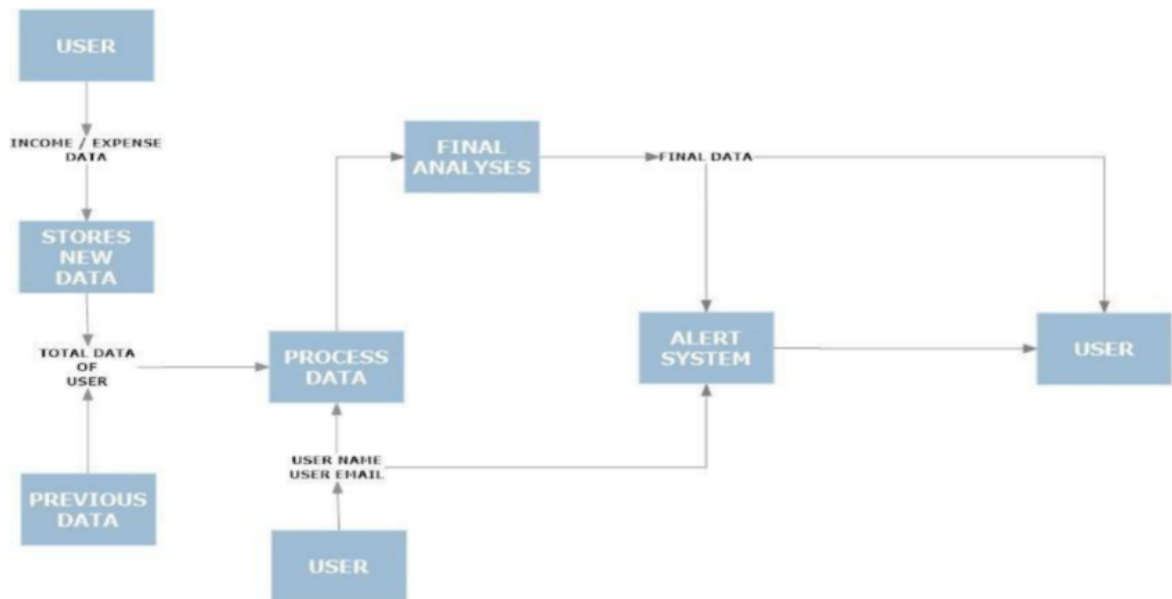 USER
INCOME / EXPENSE
DATA
STORES
NEW
DATA
TOTAL DATA
OF
USER
PREVIOUS
DATA
PROCESS
DATA
USER NAME
USER EMAIL
USER
FINAL
ANALYSES
FINAL DATA
ALERT
SYSTEM
USER